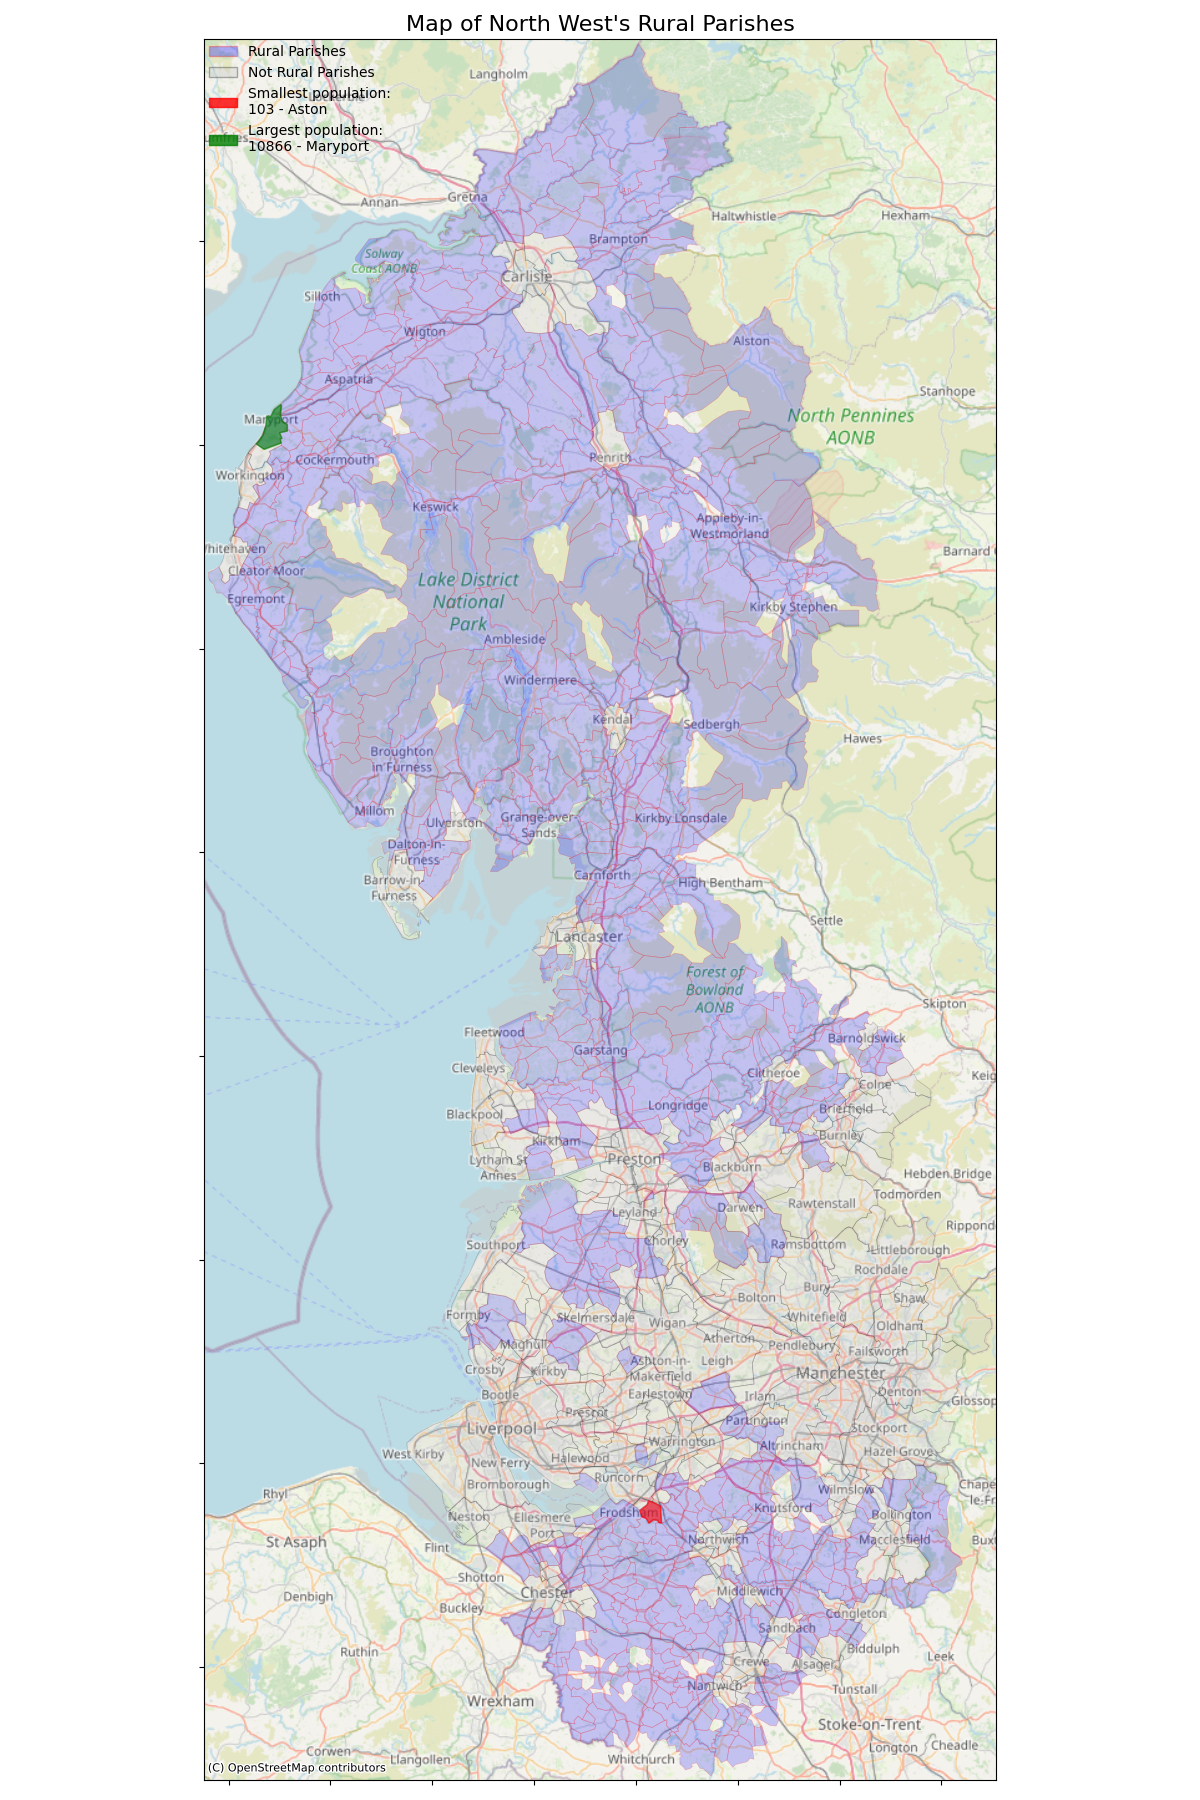 Map of North West's Rural Parishes
Rural Parishes
Not Rural Parishes
Smallest population:
103 - Aston
Largest population:
10866 - Maryport
Langholm
Annan
Gretna
Haltwhistle
Hexham
Brampton
Solway
Coast AONB
Carlisle
Silloth
Wigton
Alston
Aspatria
Stanhope
Maryport
North Pennines
AONB
Cockermouth
Penrith
Workington
Keswick
Appleby-in-
Westmorland
Whitehaven
Barnard
Cleator Moor
Lake District
National
Park
Egremont
Kirkby Stephen
Ambleside
Windermere
Kendal
Sedbergh
Hawes
Broughton
in Furness
Millom
Ulverston
Grange-over-
Sands
Kirkby Lonsdale
Dalton-in-
Furness
Barrow-in-
Furness
Carnforth
High Bentham
Settle
Lancaster
Forest of
Bowland
AONB
Skipton
Fleetwood
Barnoldswick
Garstang
Cleveleys
Clitheroe
Colne
Keig
Longridge
Brierfield
Blackpool
Kirkham
Burnley
Lytham St
Annes
Preston
Blackburn
Hebden Bridge
Todmorden
Leyland
Darwen
Rawtenstall
Rippond
Southport
Chorley
Ramsbottom
Littleborough
Rochdale
Bury
Bolton
Shaw
Formby
Skelmersdale
Wigan
Whitefield
Oldham
Maghull
Atherton
Pendlebury
Failsworth
Crosby
Kirkby
Ashton-in-
Makerfield
Leigh
Manchester
Bootle
Earlestown
Irlam
Denton
Glossop
Prescot
Partington
Liverpool
Stockport
Warrington
Altrincham
Hazel Grove
West Kirby
New Ferry
Halewood
Runcorn
Bromborough
Wilmslow
Chape
le-Fr
Rhyl
Neston
Ellesmere
Port
Frodsham
Knutsford
Bollington
St Asaph
Flint
Northwich
Macclesfield
Bux
Shotton
Chester
Middlewich
Denbigh
Buckley
Congleton
Sandbach
Biddulph
Ruthin
Crewe
Alsager
Leek
Nantwich
Tunstall
Wrexham
Stoke-on-Trent
Longton
Cheadle
Corwen
Llangollen
Whitchurch
(C) OpenStreetMap contributors